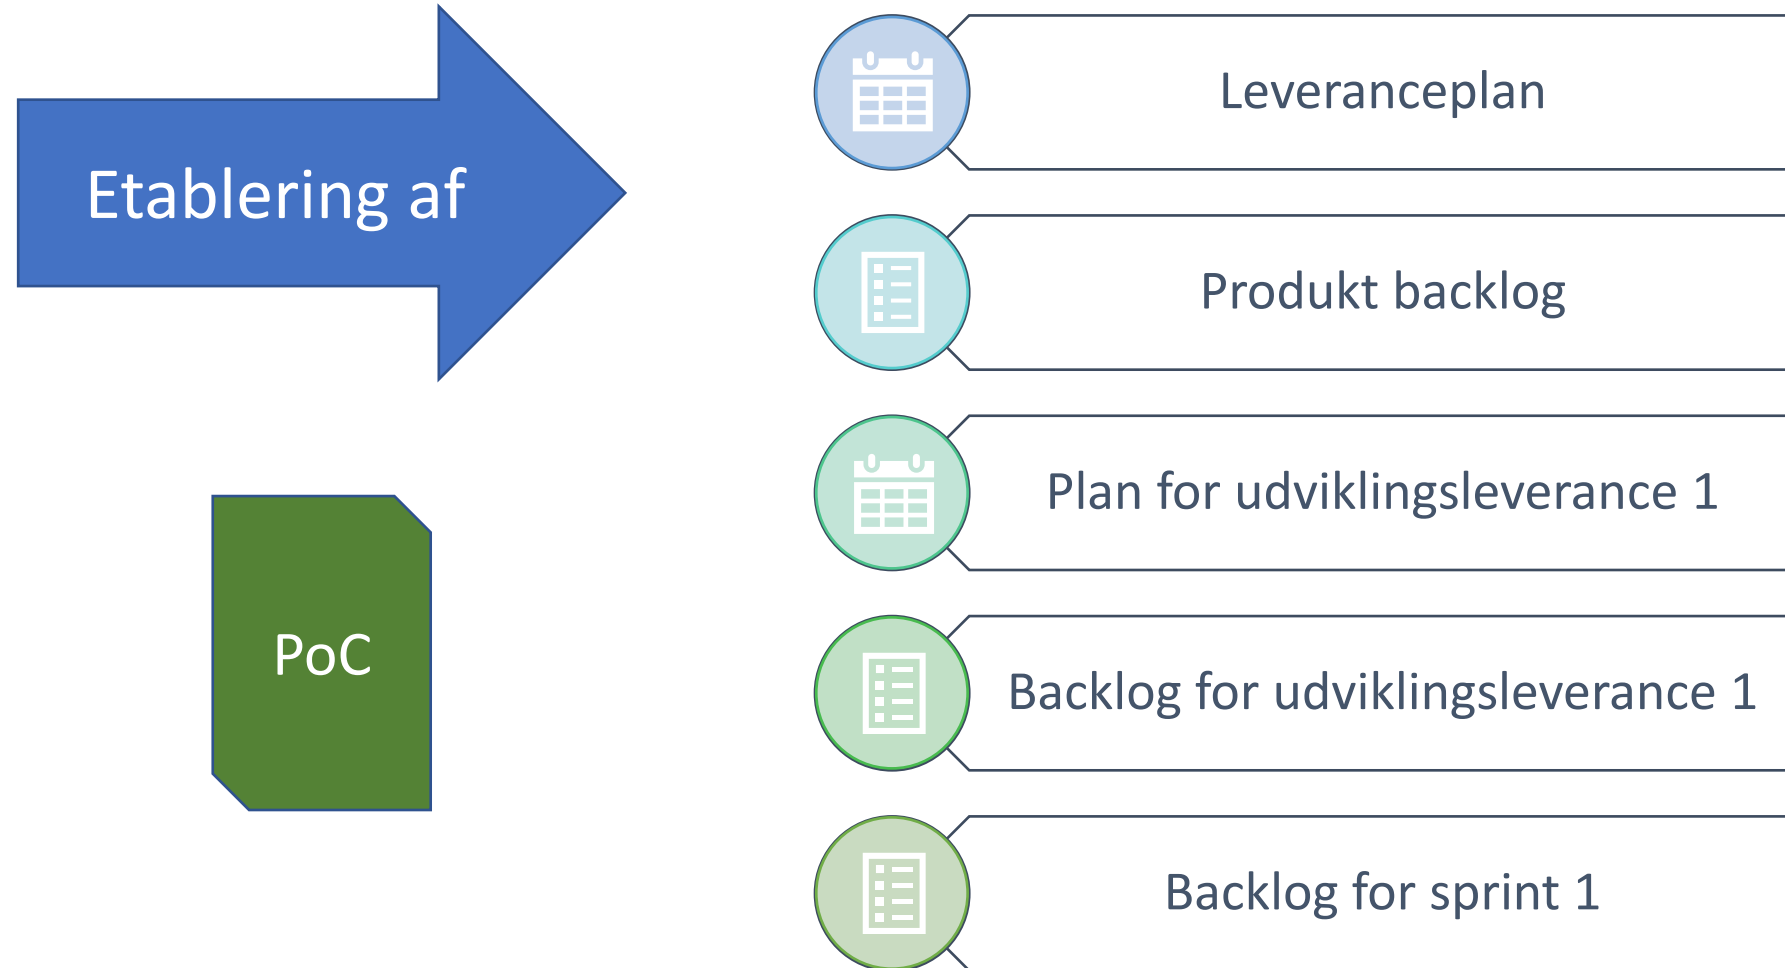 Etablering af
PoC
Leveranceplan
Produkt backlog
Plan for udviklingsleverance 1
Backlog for udviklingsleverance 1
Backlog for sprint 1